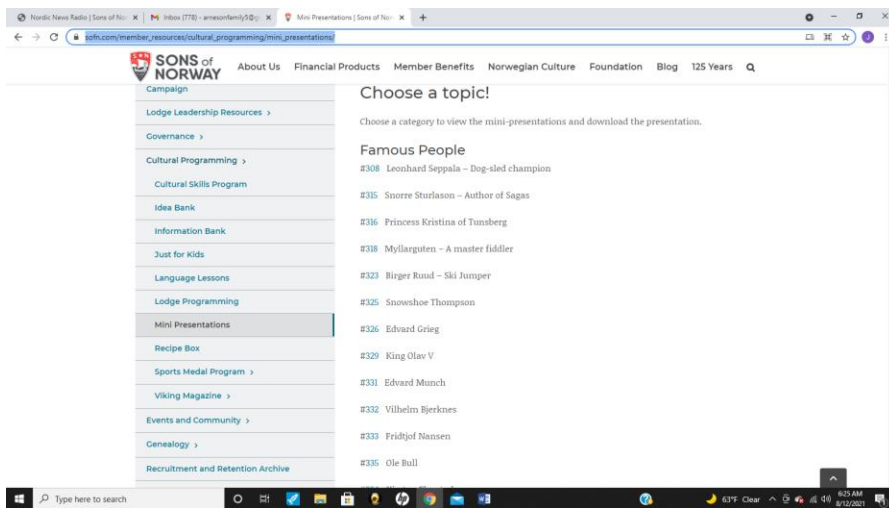 Nordic News Radio | Sons of No
Inbox (778) - arnesonfamily5@g
Mini Presentations | Sons of Nor
sofn.com/member_resources/cultural_programming/mini_presentations/
SONS of NORWAY
About Us Financial Products Member Benefits Norwegian Culture Foundation Blog 125 Years
Campaign
Lodge Leadership Resources >
Governance >
Cultural Programming >
Cultural Skills Program
Idea Bank
Information Bank
Just for Kids
Language Lessons
Lodge Programming
Mini Presentations
Recipe Box
Sports Medal Program >
Viking Magazine >
Events and Community >
Genealogy >
Recruitment and Retention Archive
Choose a topic!
Choose a category to view the mini-presentations and download the presentation.
Famous People
#308 Leonhard Seppala – Dog-sled champion
#315 Snorre Sturlason – Author of Sagas
#316 Princess Kristina of Tunsberg
#318 Myllarguten – A master fiddler
#323 Birger Ruud – Ski Jumper
#325 Snowshoe Thompson
#326 Edvard Grieg
#329 King Olav V
#331 Edvard Munch
#332 Vilhelm Bjerknes
#333 Fridtjof Nansen
#335 Ole Bull
Type here to search
63°F Clear
6:25 AM
8/12/2021